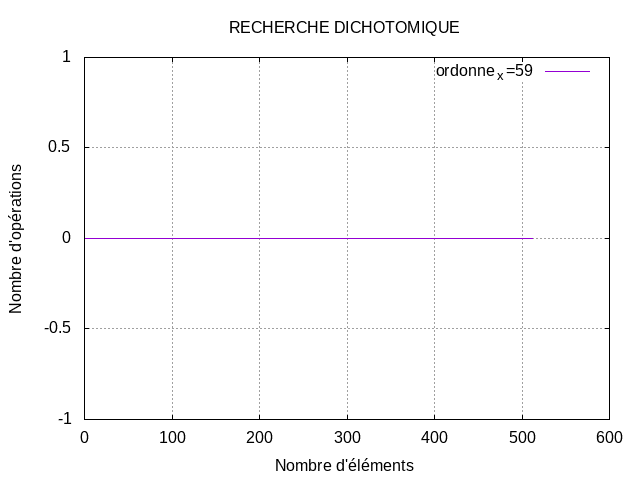 RECHERCHE DICHOTOMIQUE
ordonneₓ=59
1
0.5
0
-0.5
-1
Nombre d'opérations
0 100 200 300 400 500 600
Nombre d'éléments